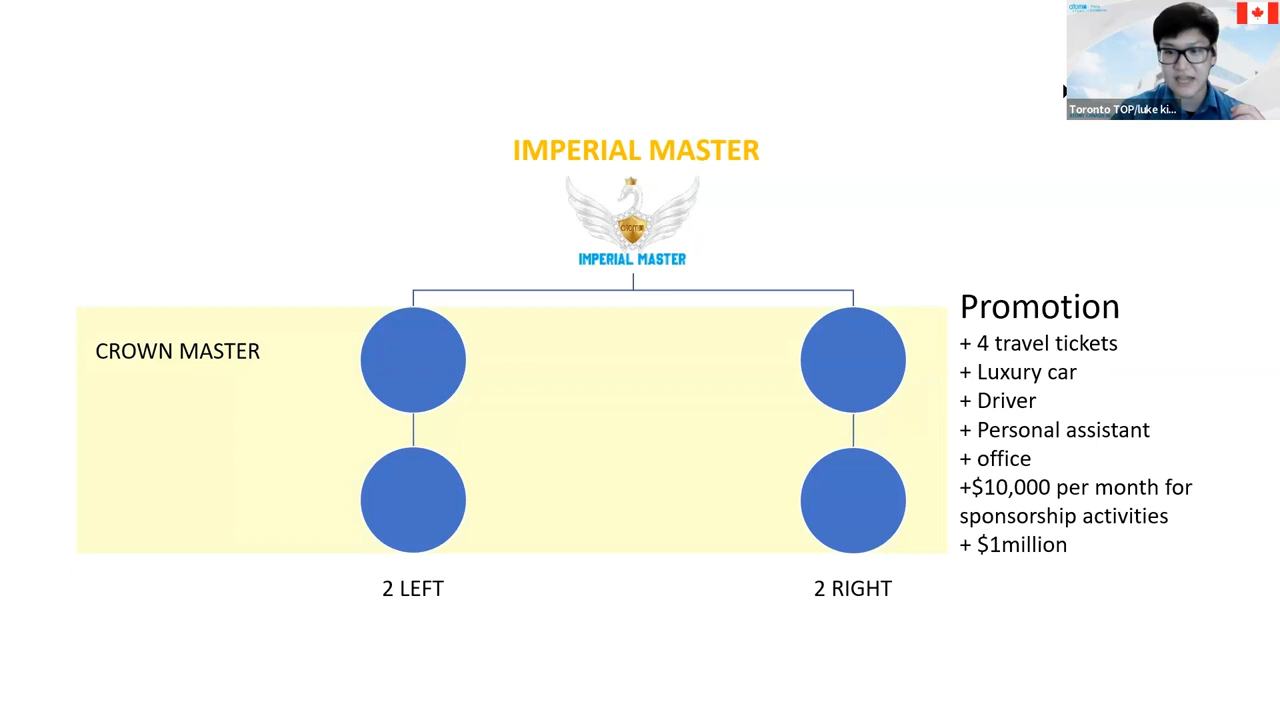 Toronto TOP/luke ki...
IMPERIAL MASTER
atom
IMPERIAL MASTER
CROWN MASTER
Promotion
+ 4 travel tickets
+ Luxury car
+ Driver
+ Personal assistant
+ office
+$10,000 per month for
sponsorship activities
+ $1million
2 LEFT
2 RIGHT